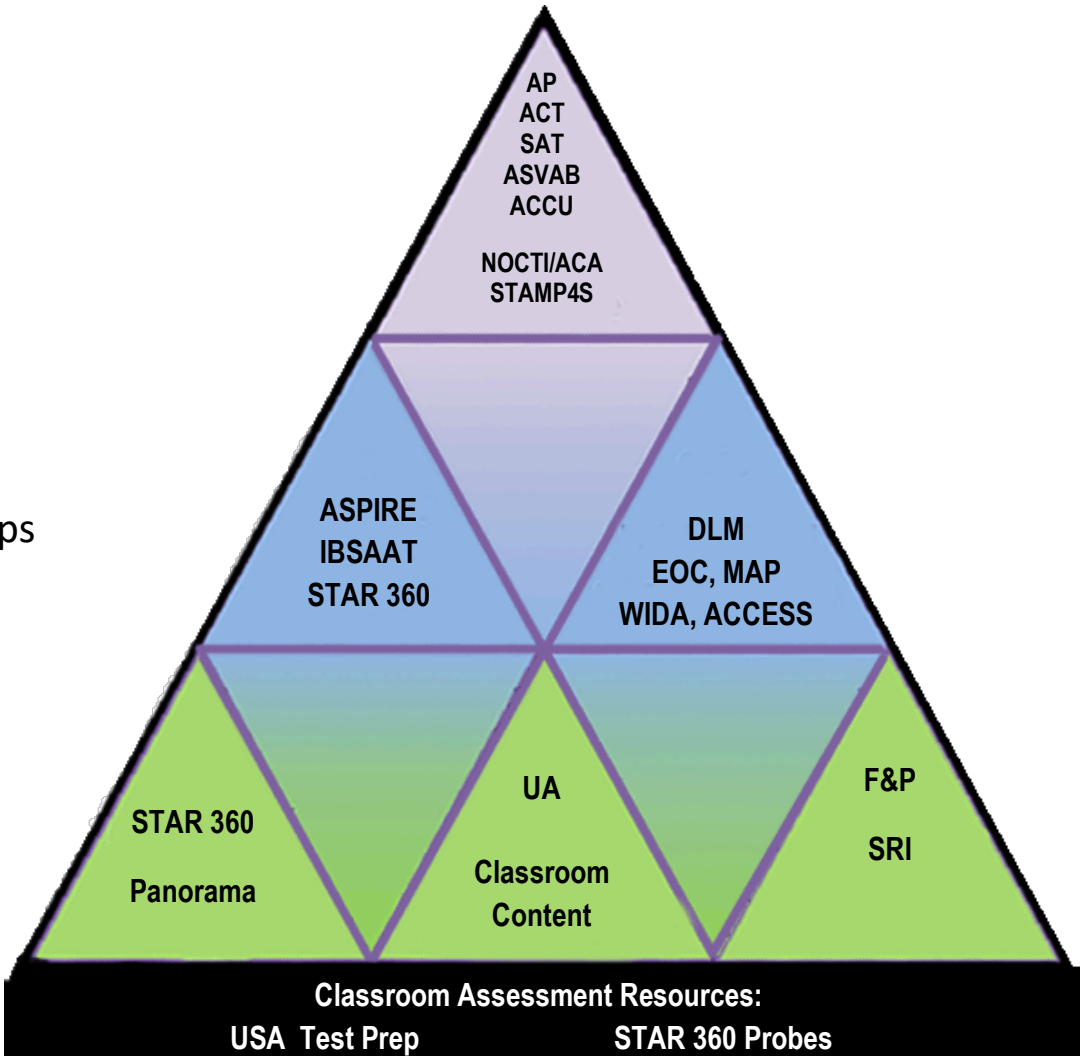 AP
ACT
SAT
ASVAB
ACCU
NOCTI/ACA
STAMP4S
ps
ASPIRE
IBSAAT
STAR 360
DLM
EOC, MAP
WIDA, ACCESS
STAR 360
Panorama
UA
Classroom
Content
F&P
SRI
Classroom Assessment Resources:
USA Test Prep STAR 360 Probes